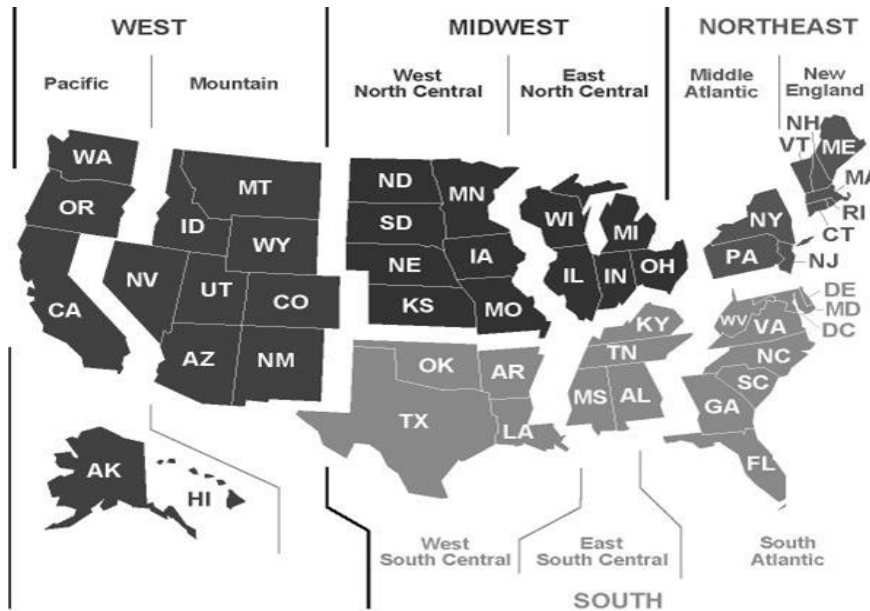 WEST MIDWEST NORTHEAST
Pacific Mountain West North Central East North Central Middle Atlantic New England
NH
VT ME
WA MT ND MN MA
OR ID SD WI MI NY RI
WY CT
NV NE IA PA NJ
CA UT CO IL IN OH
KS MO DE
MD
WV VA DC
KY
AZ NM OK AR TN NC
MS AL SC
TX LA GA
AK HI FL
West South Central East South Central South Atlantic
SOUTH